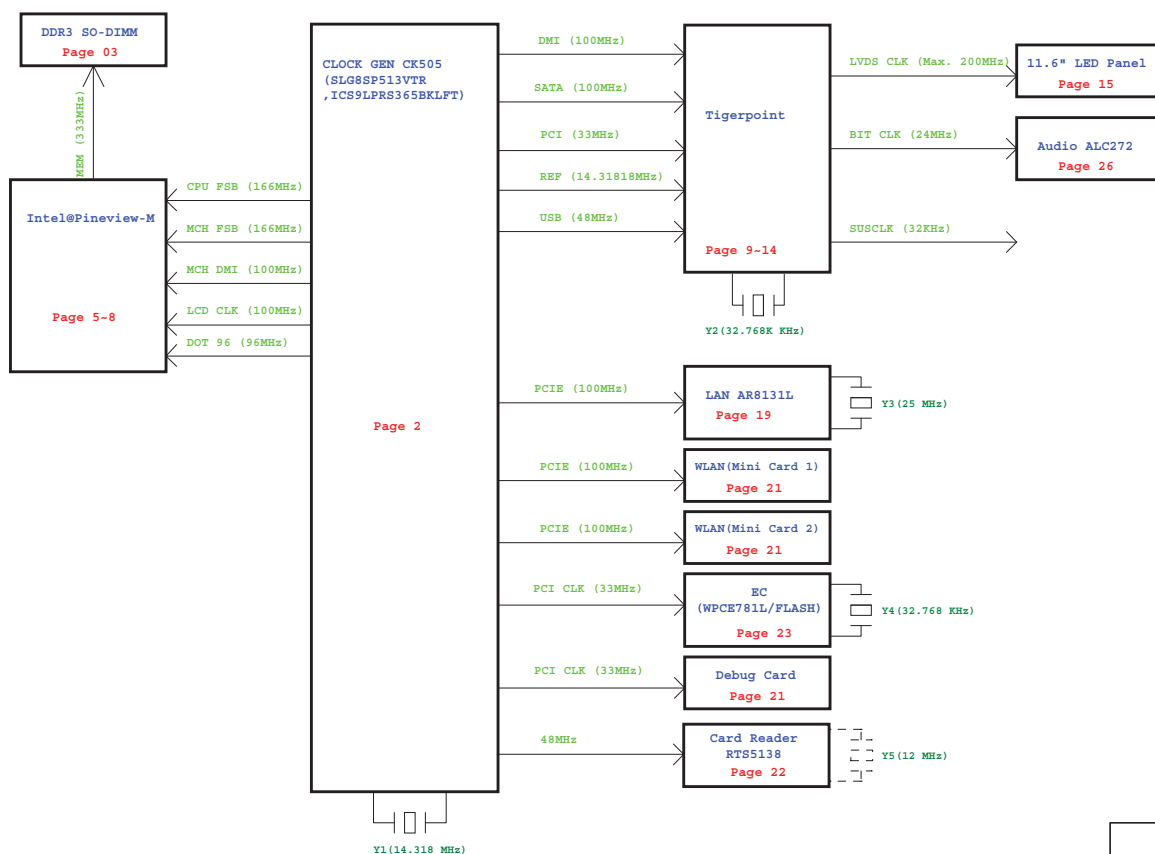 DDR3 SO-DIMM
Page 03
MEM (333MHz)
Intel@Pineview-M
Page 5~8
CPU FSB (166MHz)
MCH FSB (166MHz)
MCH DMI (100MHz)
LCD CLK (100MHz)
DOT 96 (96MHz)
CLOCK GEN CK505
(SLG8SP513VTR
,ICS9LPRS365BKLFT)
Page 2
Y1(14.318 MHz)
DMI (100MHz)
SATA (100MHz)
PCI (33MHz)
REF (14.31818MHz)
USB (48MHz)
Tigerpoint
Page 9~14
Y2(32.768K KHz)
LVDS CLK (Max. 200MHz)
11.6" LED Panel
Page 15
BIT CLK (24MHz)
Audio ALC272
Page 26
SUSCLK (32KHz)
PCIE (100MHz)
LAN AR8131L
Page 19
Y3(25 MHz)
PCIE (100MHz)
WLAN(Mini Card 1)
Page 21
PCIE (100MHz)
WLAN(Mini Card 2)
Page 21
PCI CLK (33MHz)
EC
(WPCE781L/FLASH)
Page 23
Y4(32.768 KHz)
PCI CLK (33MHz)
Debug Card
Page 21
48MHz
Card Reader
RTS5138
Page 22
Y5(12 MHz)